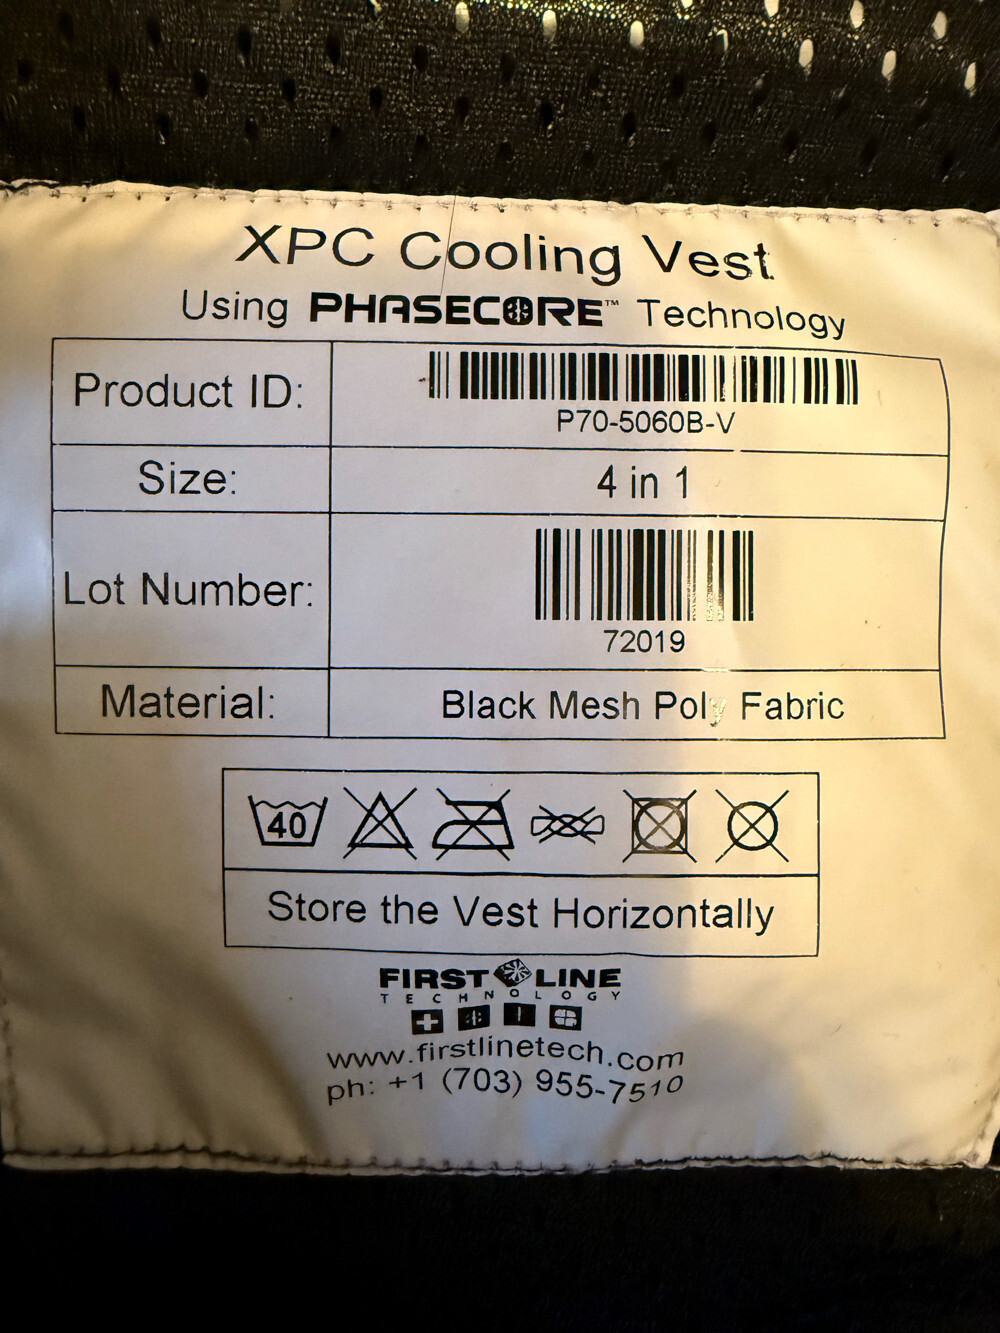 XPC Cooling Vest
Using PHASECORE™ Technology
Product ID:
P70-5060B-V
Size: 4 in 1
Lot Number:
72019
Material: Black Mesh Poly Fabric
40
Store the Vest Horizontally
FIRST LINE
TECHNOLOGY
www.firstlinetech.com
ph: +1 (703) 955-7510